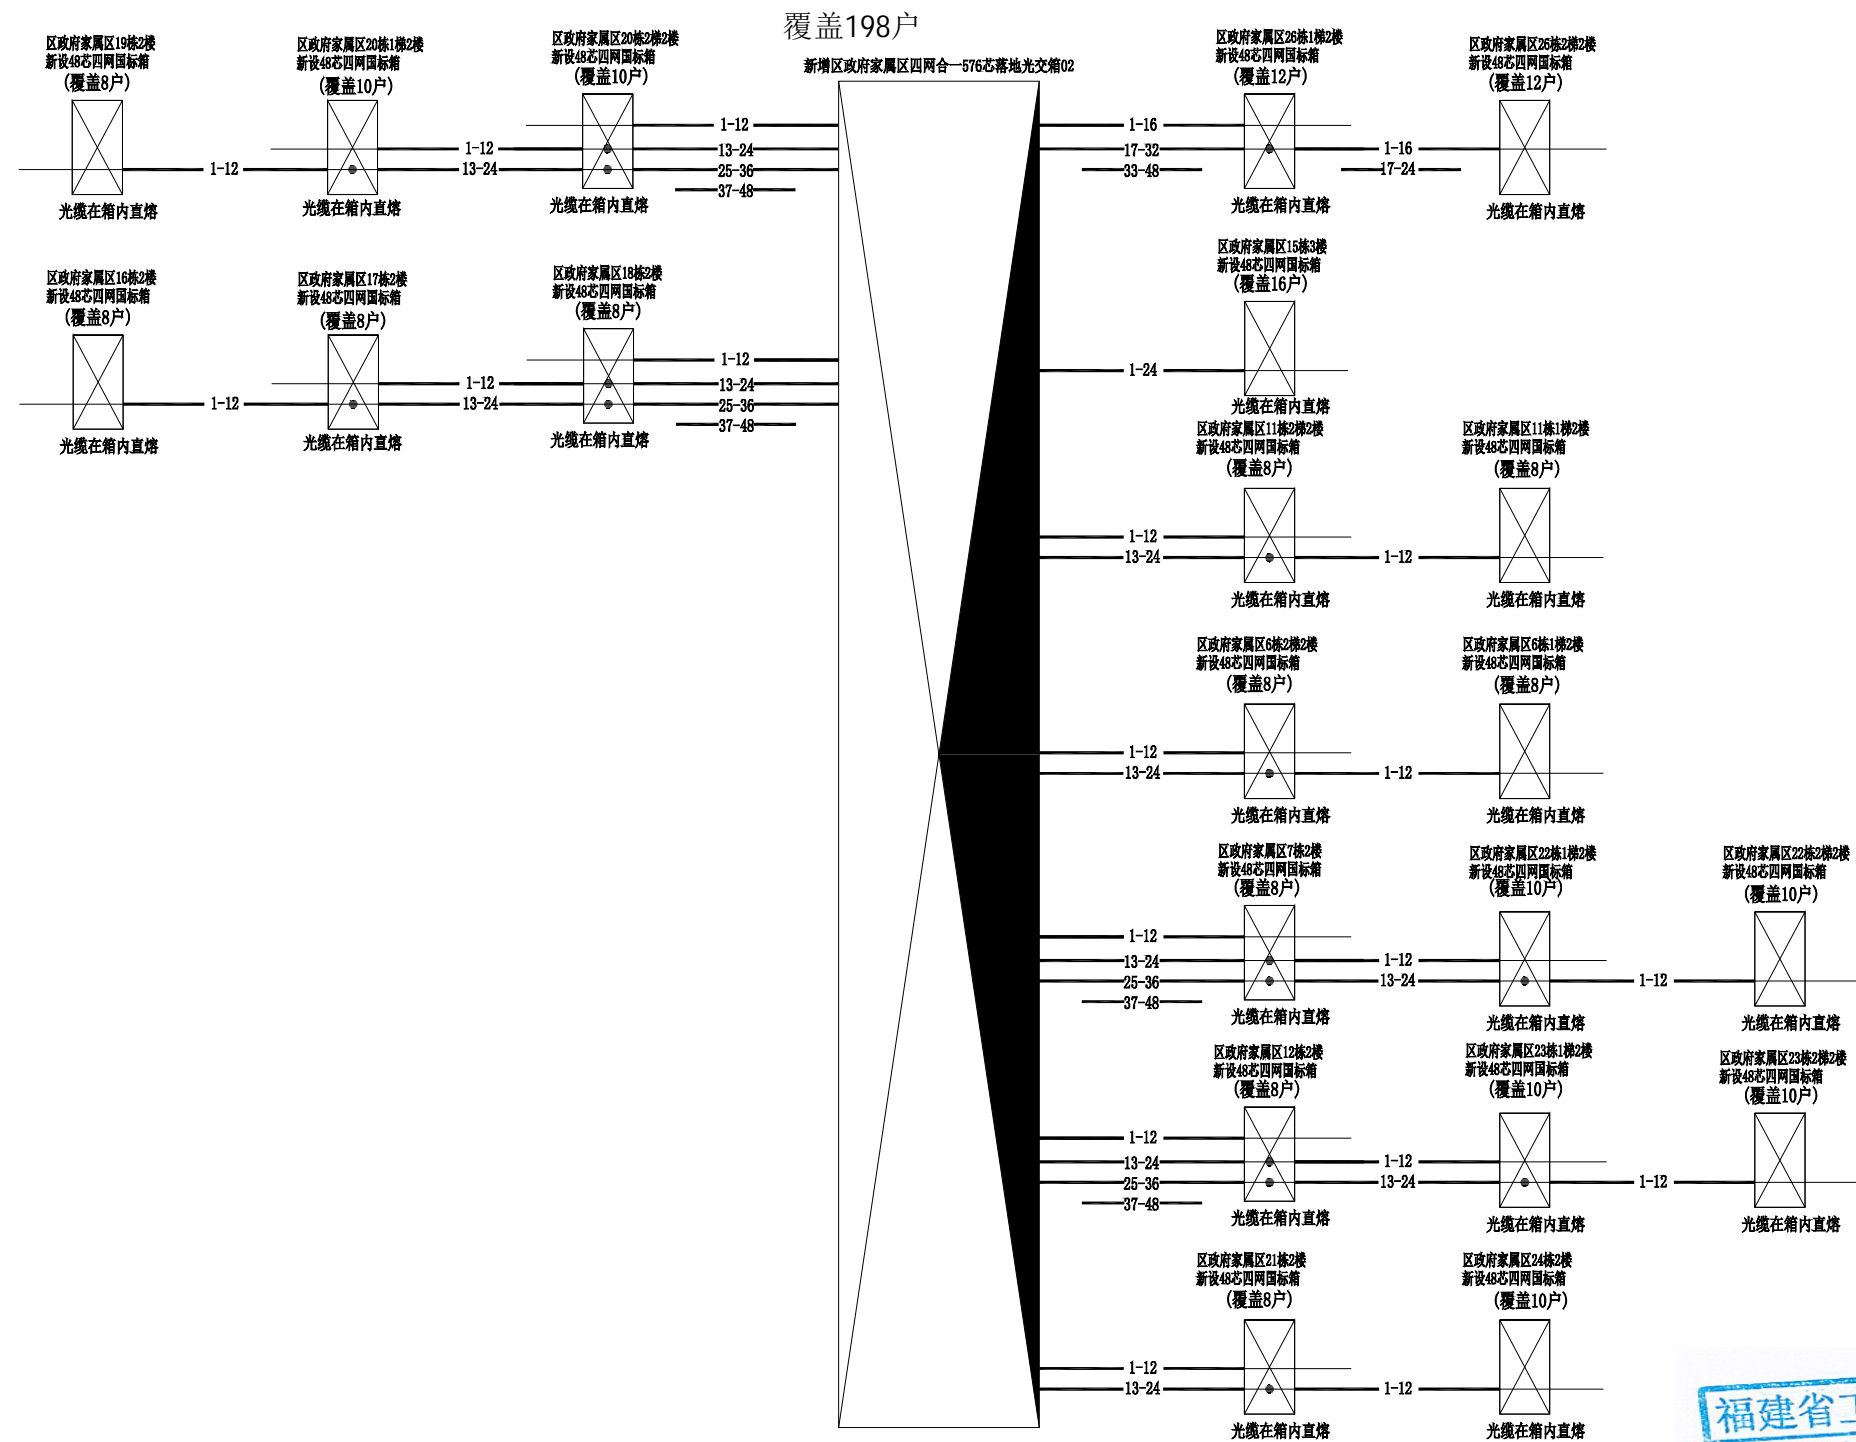 覆盖198户
新增区政府家属区四网合一576芯落地光交箱02
区政府家属区19栋2楼
新设48芯四网国标箱
(覆盖8户)
1-12
光缆在箱内直熔
区政府家属区20栋1梯2楼
新设48芯四网国标箱
(覆盖10户)
1-12
13-24
光缆在箱内直熔
区政府家属区20栋2梯2楼
新设48芯四网国标箱
(覆盖10户)
1-12
13-24
25-36
37-48
光缆在箱内直熔
区政府家属区16栋2楼
新设48芯四网国标箱
(覆盖8户)
1-12
光缆在箱内直熔
区政府家属区17栋2楼
新设48芯四网国标箱
(覆盖8户)
1-12
13-24
光缆在箱内直熔
区政府家属区18栋2楼
新设48芯四网国标箱
(覆盖8户)
1-12
13-24
25-36
37-48
光缆在箱内直熔
区政府家属区26栋1梯2楼
新设48芯四网国标箱
(覆盖12户)
1-16
17-32
33-48
光缆在箱内直熔
区政府家属区26栋2梯2楼
新设48芯四网国标箱
(覆盖12户)
1-16
17-24
光缆在箱内直熔
区政府家属区15栋3楼
新设48芯四网国标箱
(覆盖16户)
1-24
光缆在箱内直熔
区政府家属区11栋2梯2楼
新设48芯四网国标箱
(覆盖8户)
1-12
13-24
光缆在箱内直熔
区政府家属区11栋1梯2楼
新设48芯四网国标箱
(覆盖8户)
1-12
光缆在箱内直熔
区政府家属区6栋2梯2楼
新设48芯四网国标箱
(覆盖8户)
1-12
13-24
光缆在箱内直熔
区政府家属区6栋1梯2楼
新设48芯四网国标箱
(覆盖8户)
1-12
光缆在箱内直熔
区政府家属区7栋2楼
新设48芯四网国标箱
(覆盖8户)
1-12
13-24
25-36
37-48
光缆在箱内直熔
区政府家属区22栋1梯2楼
新设48芯四网国标箱
(覆盖10户)
1-12
13-24
光缆在箱内直熔
区政府家属区22栋2梯2楼
新设48芯四网国标箱
(覆盖10户)
1-12
光缆在箱内直熔
区政府家属区12栋2楼
新设48芯四网国标箱
(覆盖8户)
1-12
13-24
25-36
37-48
光缆在箱内直熔
区政府家属区23栋1梯2楼
新设48芯四网国标箱
(覆盖10户)
1-12
13-24
光缆在箱内直熔
区政府家属区23栋2梯2楼
新设48芯四网国标箱
(覆盖10户)
1-12
光缆在箱内直熔
区政府家属区21栋2楼
新设48芯四网国标箱
(覆盖8户)
1-12
13-24
光缆在箱内直熔
区政府家属区24栋2楼
新设48芯四网国标箱
(覆盖10户)
1-12
光缆在箱内直熔
福建省工